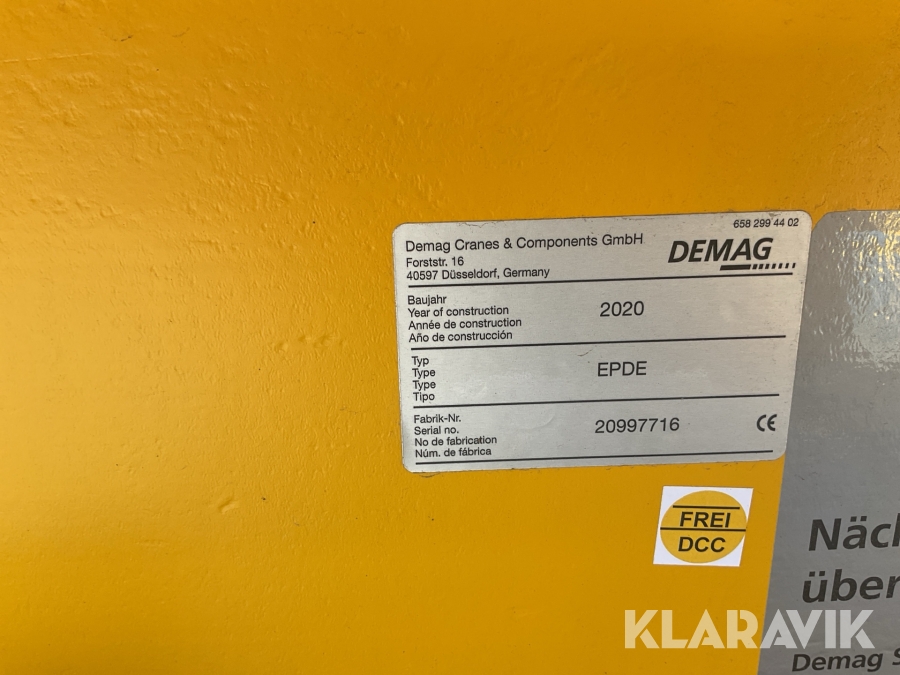 658 299 44 02
Demag Cranes & Components GmbH
DEMAG
Forststr. 16
40597 Düsseldorf, Germany
Baujahr
Year of construction
Année de construction
Año de construcción
2020
Typ
Type
Type
Tipo
EPDE
Fabrik-Nr.
Serial no.
No de fabrication
Núm. de fábrica
20997716
CE
FREI
DCC
über
KLARAVIK
Demag